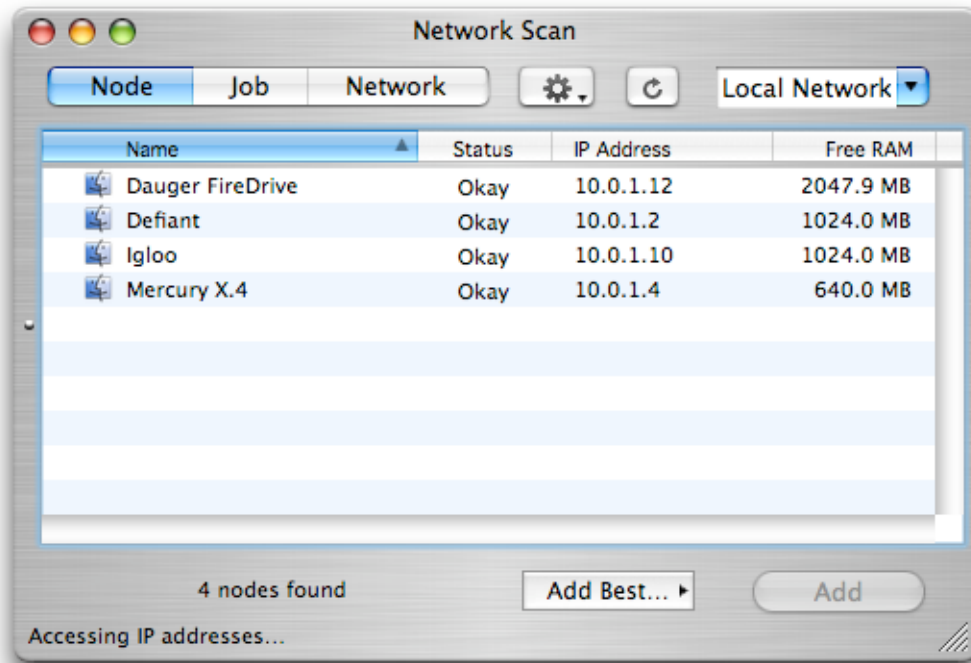 Network Scan
Node Job Network Local Network
Name Status IP Address Free RAM
Dauger FireDrive Okay 10.0.1.12 2047.9 MB
Defiant Okay 10.0.1.2 1024.0 MB
Igloo Okay 10.0.1.10 1024.0 MB
Mercury X.4 Okay 10.0.1.4 640.0 MB
4 nodes found Add Best... Add
Accessing IP addresses...